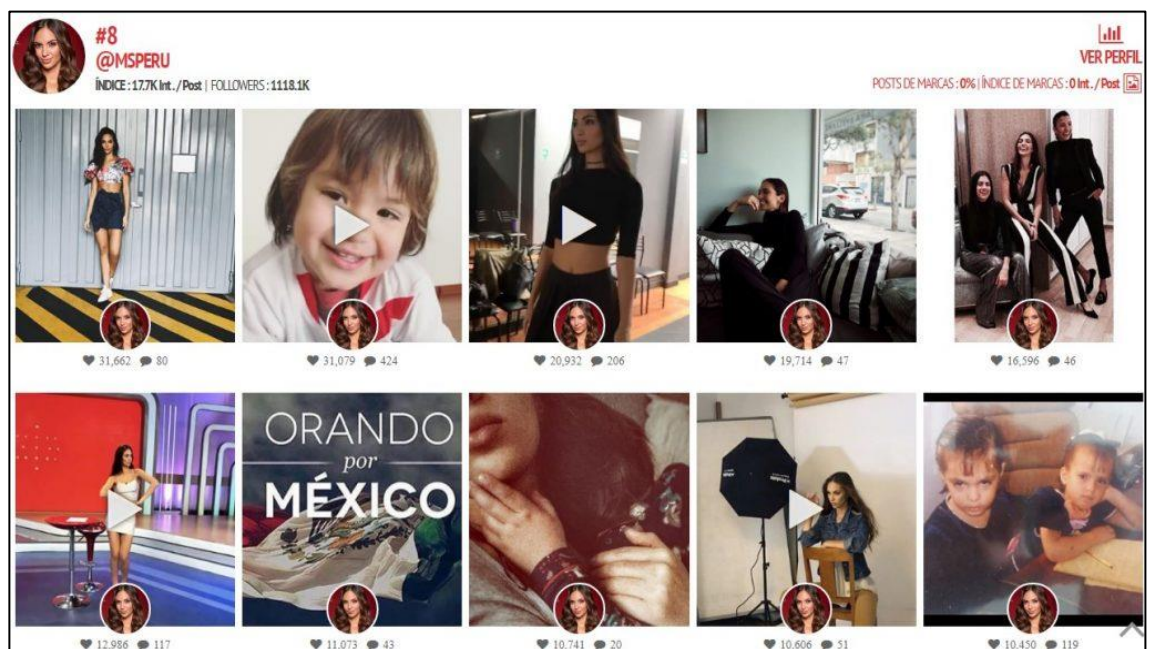 #8
@MSPERU
ÍNDICE : 17.7K Int. / Post | FOLLOWERS : 1118.1K
VER PERFIL
POSTS DE MARCAS : 0% | ÍNDICE DE MARCAS : 0 Int. / Post
31,662 80
31,079 424
20,932 206
19,714 47
16,596 46
ORANDO
por
MÉXICO
12,986 117
11,073 43
10,741 20
10,606 51
10,450 119